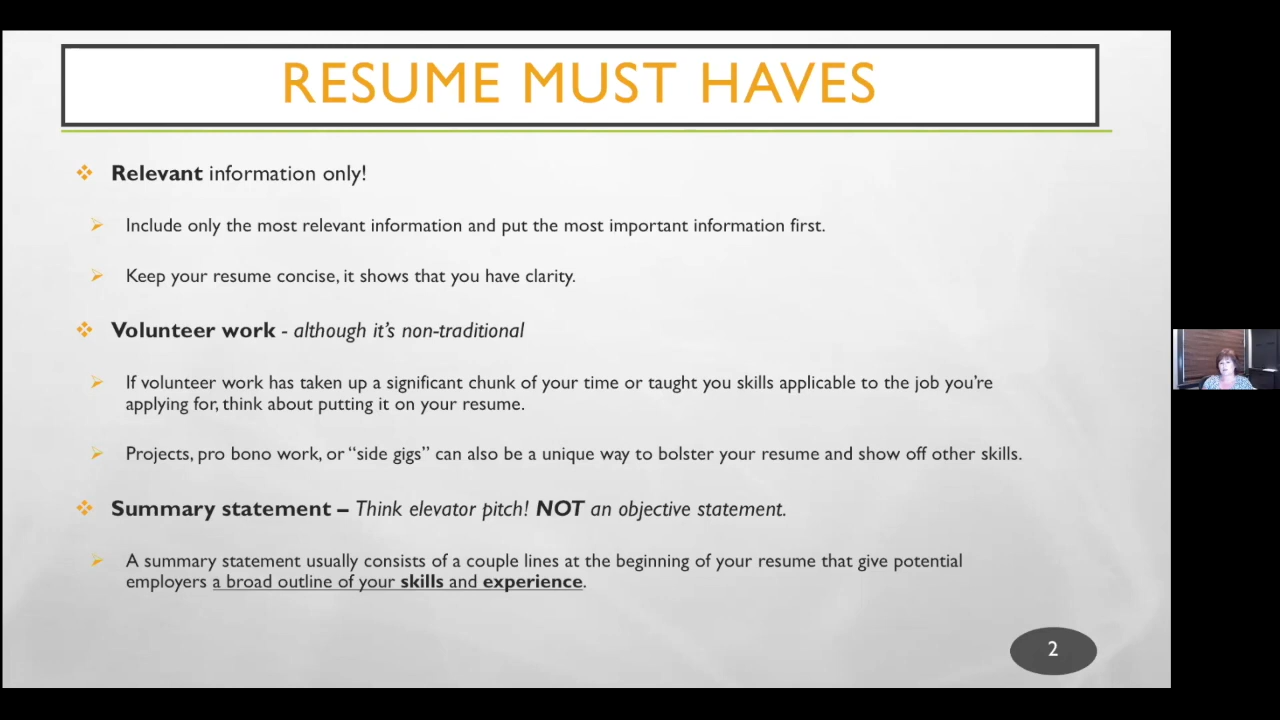 RESUME MUST HAVES
Relevant information only!
Include only the most relevant information and put the most important information first.
Keep your resume concise, it shows that you have clarity.
Volunteer work - although it's non-traditional
If volunteer work has taken up a significant chunk of your time or taught you skills applicable to the job you're
applying for, think about putting it on your resume.
Projects, pro bono work, or "side gigs" can also be a unique way to bolster your resume and show off other skills.
Summary statement – Think elevator pitch! NOT an objective statement.
A summary statement usually consists of a couple lines at the beginning of your resume that give potential
employers a broad outline of your skills and experience.
2